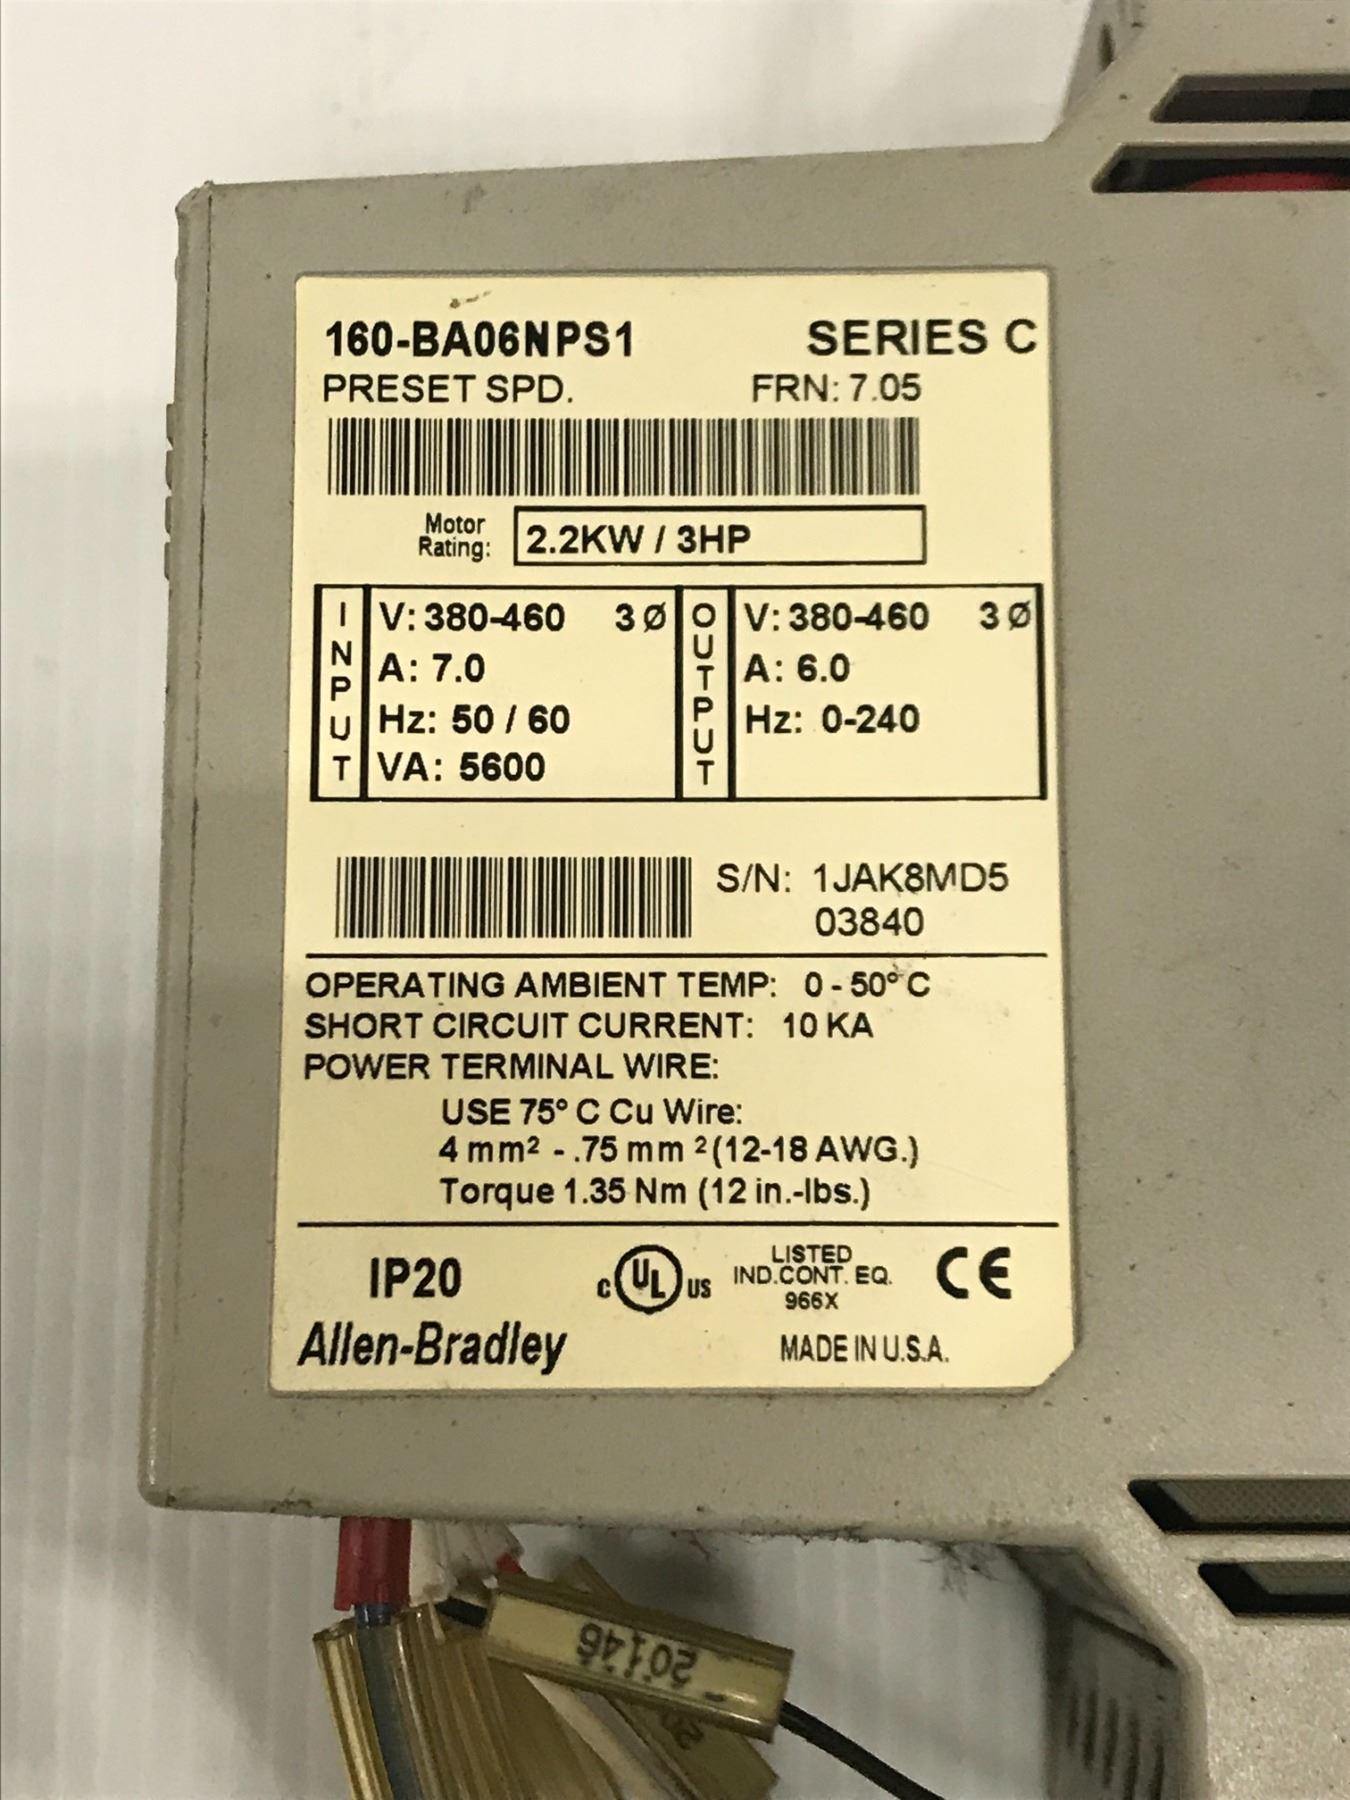 160-BA06NPS1 SERIES C
PRESET SPD. FRN: 7.05
Motor
Rating: 2.2KW / 3HP
INPUT
V: 380-460 3Ø
A: 7.0
Hz: 50 / 60
VA: 5600
OUTPUT
V: 380-460 3Ø
A: 6.0
Hz: 0-240
S/N: 1JAK8MD5
03840
OPERATING AMBIENT TEMP: 0 - 50° C
SHORT CIRCUIT CURRENT: 10 KA
POWER TERMINAL WIRE:
USE 75° C Cu Wire:
4 mm² - .75 mm ² (12-18 AWG.)
Torque 1.35 Nm (12 in.-lbs.)
IP20
C UL US
LISTED
IND.CONT. EQ.
966X
CE
Allen-Bradley
MADE IN U.S.A.
20146